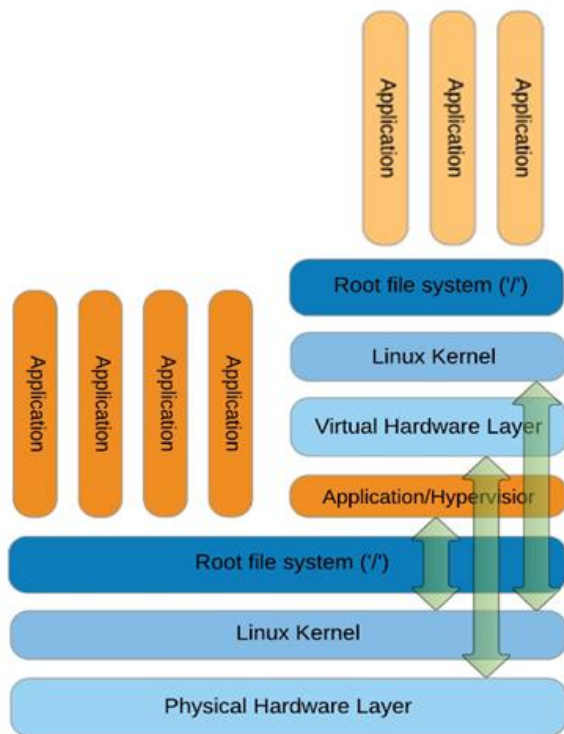 Application
Application
Application
Root file system ('/')
Linux Kernel
Virtual Hardware Layer
Application/Hypervisior
Application
Application
Application
Application
Root file system ('/')
Linux Kernel
Physical Hardware Layer